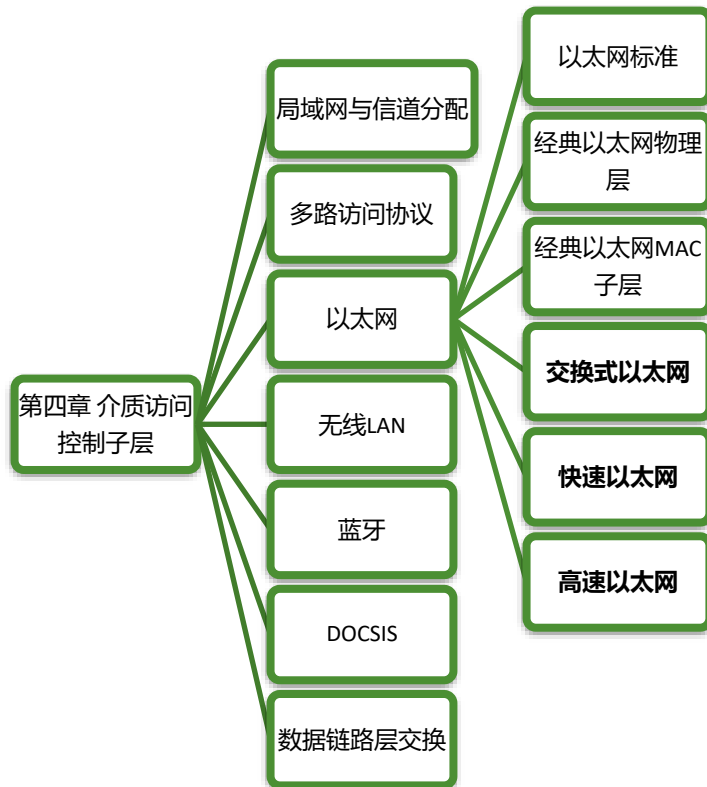 第四章 介质访问
控制子层
局域网与信道分配
多路访问协议
以太网
无线LAN
蓝牙
DOCSIS
数据链路层交换
以太网标准
经典以太网物理
层
经典以太网MAC
子层
交换式以太网
快速以太网
高速以太网